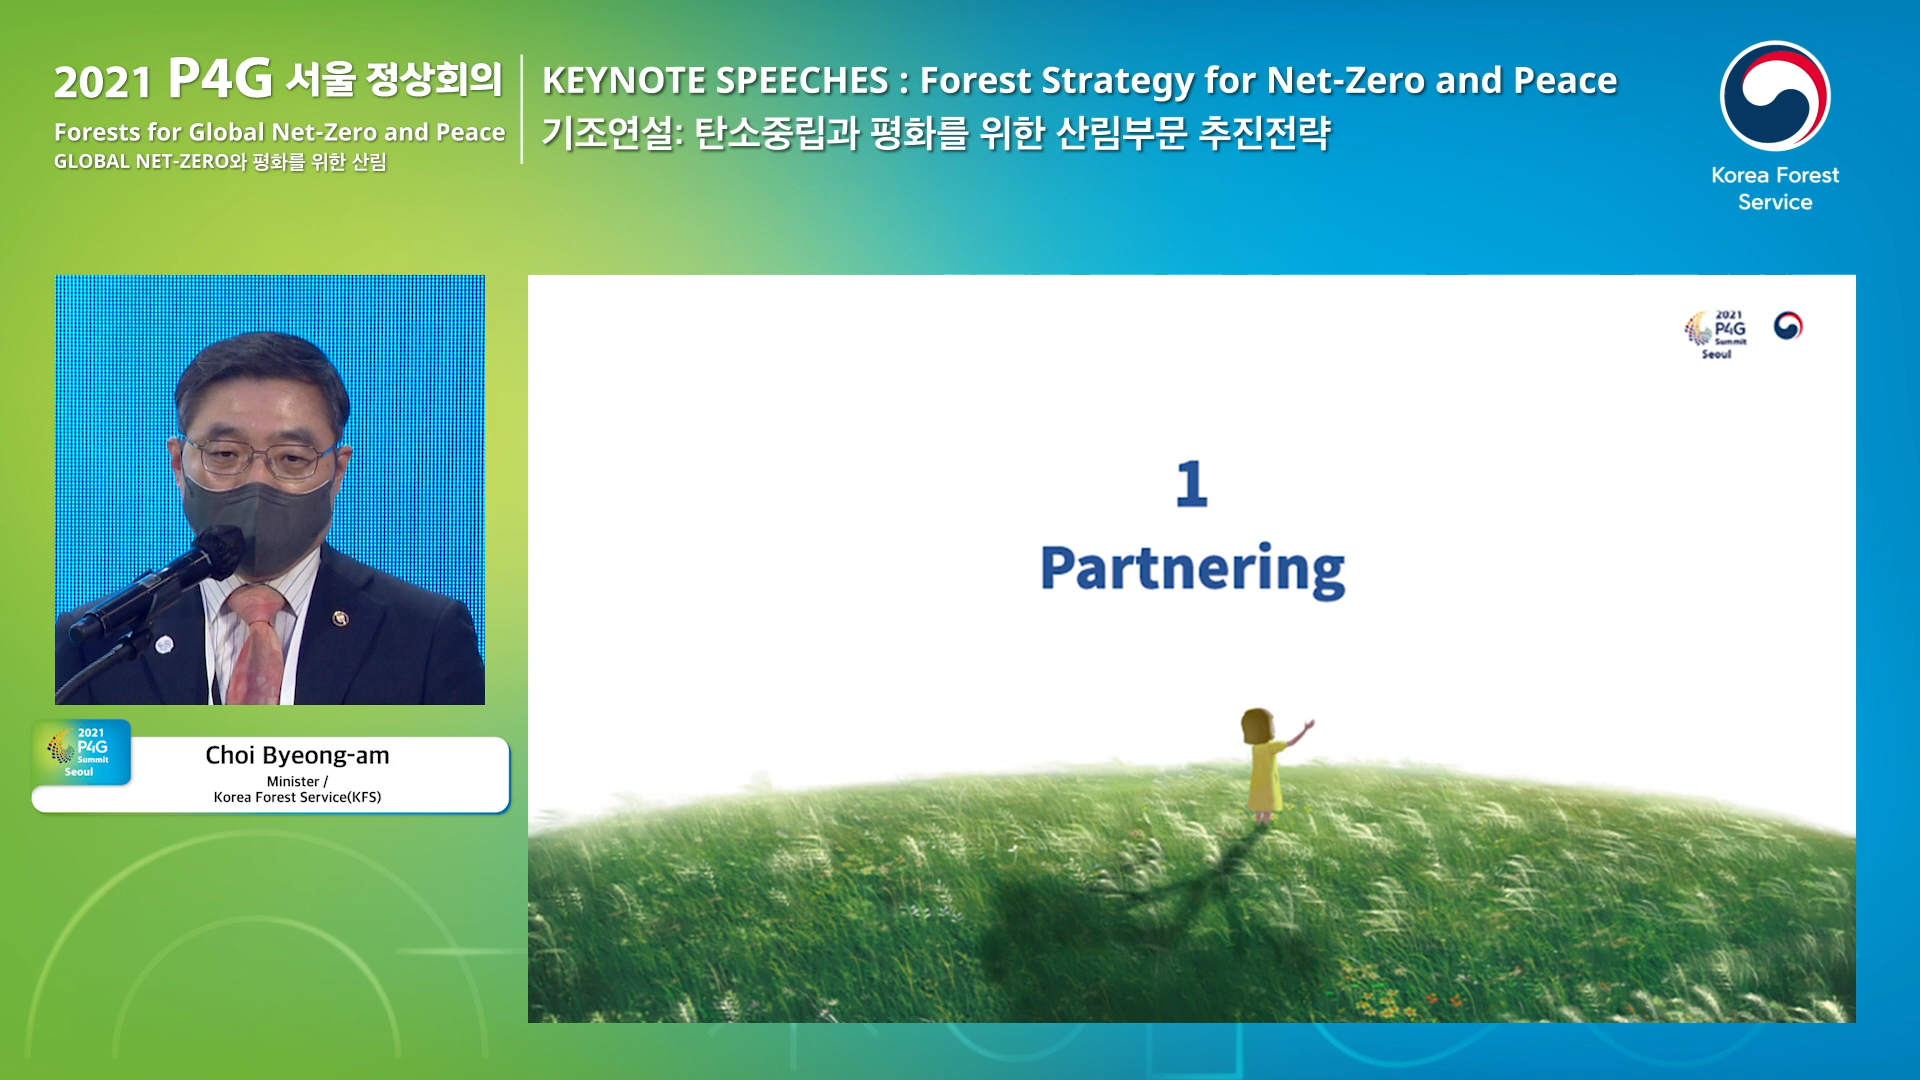 2021 P4G 서울 정상회의
Forests for Global Net-Zero and Peace
GLOBAL NET-ZERO와 평화를 위한 산림
KEYNOTE SPEECHES : Forest Strategy for Net-Zero and Peace
기조연설: 탄소중립과 평화를 위한 산림부문 추진전략
Korea Forest
Service
2021
P4G
Summit
Seoul
1
Partnering
2021
P4G
Summit
Seoul
Choi Byeong-am
Minister /
Korea Forest Service(KFS)